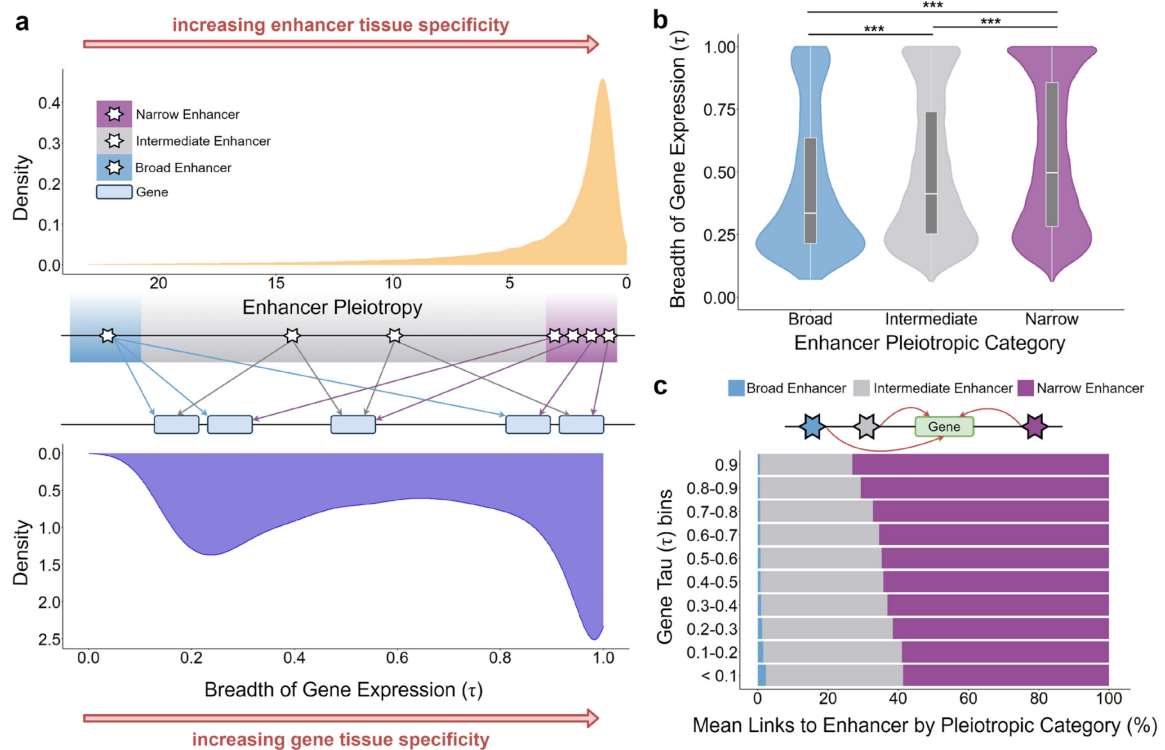 a
increasing enhancer tissue specificity
Density
0.4
0.3
0.2
0.1
0.0
Narrow Enhancer
Intermediate Enhancer
Broad Enhancer
Gene
20 15 10 5 0
Enhancer Pleiotropy
Density
0.0
0.5
1.0
1.5
2.0
2.5
0.0 0.2 0.4 0.6 0.8 1.0
Breadth of Gene Expression (τ)
increasing gene tissue specificity
b
***
*** ***
Breadth of Gene Expression (τ)
1.00
0.75
0.50
0.25
0.00
Broad Intermediate Narrow
Enhancer Pleiotropic Category
c
Broad Enhancer Intermediate Enhancer Narrow Enhancer
Gene
Gene Tau (τ) bins
0.9
0.8-0.9
0.7-0.8
0.6-0.7
0.5-0.6
0.4-0.5
0.3-0.4
0.2-0.3
0.1-0.2
< 0.1
0 20 40 60 80 100
Mean Links to Enhancer by Pleiotropic Category (%)